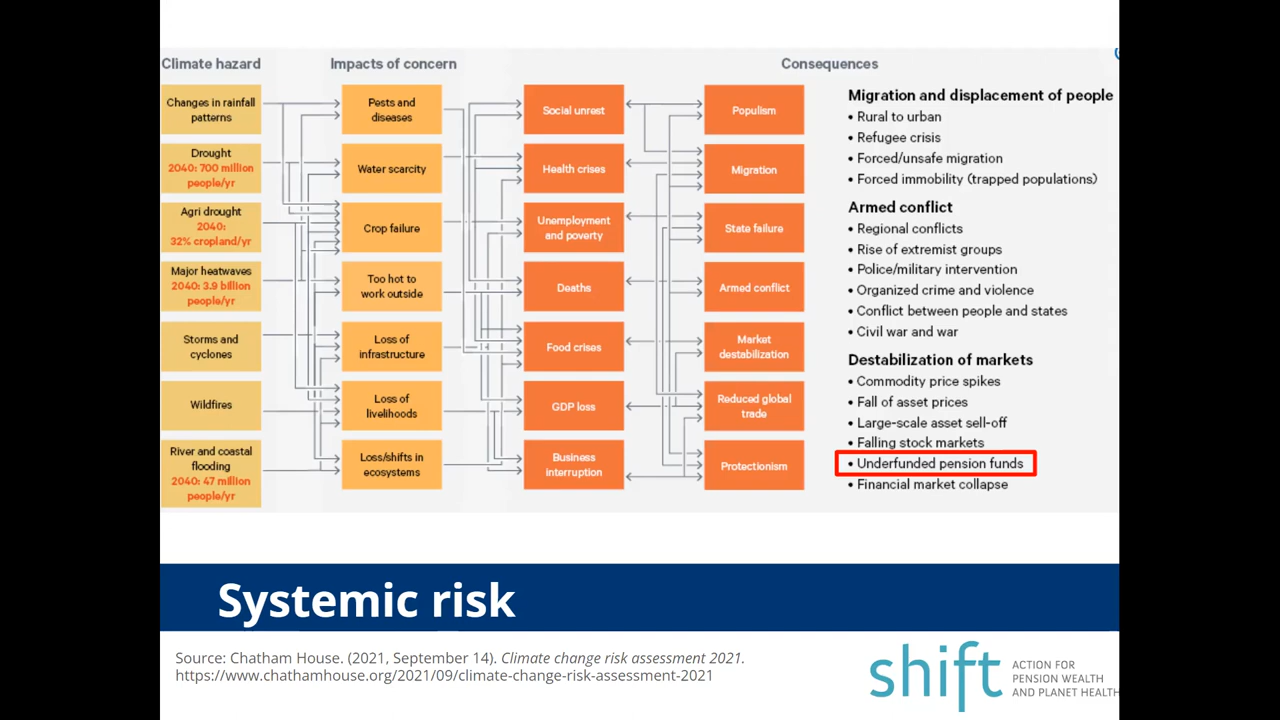 Climate hazard
Impacts of concern
Consequences
Changes in rainfall
patterns
Drought
2040: 700 million
people/yr
Agri drought
2040:
32% cropland/yr
Major heatwaves
2040: 3.9 billion
people/yr
Storms and
cyclones
Wildfires
River and coastal
flooding
2040: 47 million
people/yr
Pests and
diseases
Water scarcity
Crop failure
Too hot to
work outside
Loss of
infrastructure
Loss of
livelihoods
Loss/shifts in
ecosystems
Social unrest
Health crises
Unemployment
and poverty
Deaths
Food crises
GDP loss
Business
interruption
Populism
Migration
State failure
Armed conflict
Market
destabilization
Reduced global
trade
Protectionism
Migration and displacement of people
• Rural to urban
• Refugee crisis
• Forced/unsafe migration
• Forced immobility (trapped populations)
Armed conflict
• Regional conflicts
• Rise of extremist groups
• Police/military intervention
• Organized crime and violence
• Conflict between people and states
• Civil war and war
Destabilization of markets
• Commodity price spikes
• Fall of asset prices
• Large-scale asset sell-off
• Falling stock markets
• Underfunded pension funds
• Financial market collapse
Systemic risk
Source: Chatham House. (2021, September 14). Climate change risk assessment 2021.
https://www.chathamhouse.org/2021/09/climate-change-risk-assessment-2021
shift
ACTION FOR
PENSION WEALTH
AND PLANET HEALTH